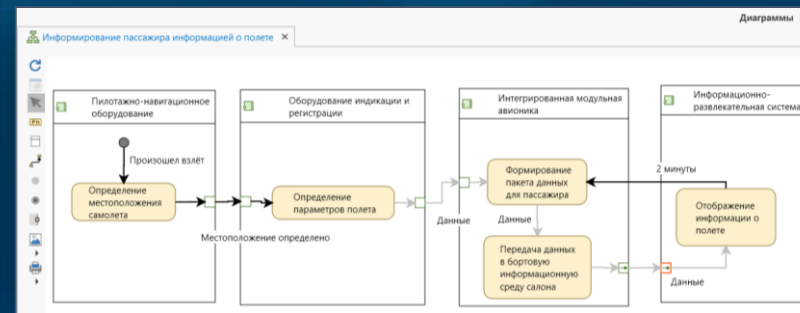 Диаграммы
Информирование пассажира информацией о полете
Пилотажно-навигационное
оборудование
Оборудование индикации и
регистрации
Интегрированная модульная
авионика
Информационно-
развлекательная система
Произошел взлёт
Определение
местоположения
самолета
Определение
параметров полета
Местоположение определено
Данные
Формирование
пакета данных
для пассажира
Данные
Передача данных
в бортовую
информационную
среду салона
2 минуты
Отображение
информации о
полете
Данные